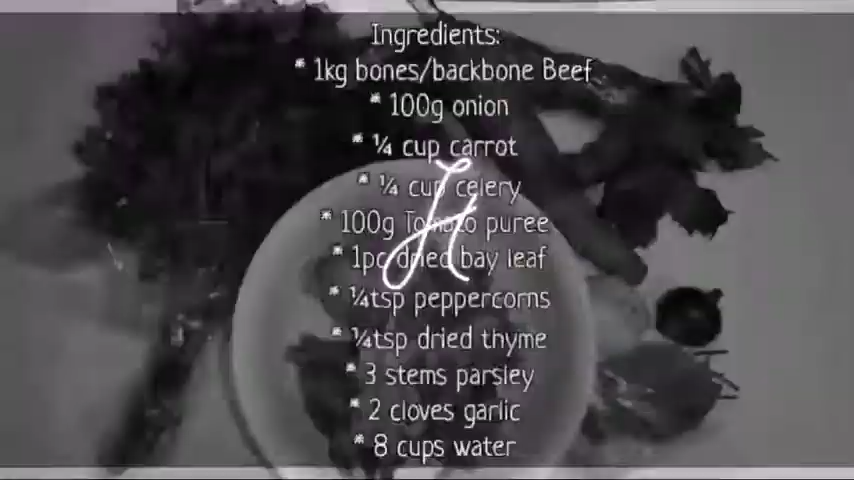 Ingredients:
* 1kg bones/backbone Beef
* 100g onion
* ¼ cup carrot
* ¼ cup celery
* 100g Tomato puree
* 1pc dried bay leaf
* ¼tsp peppercorns
* ¼tsp dried thyme
* 3 stems parsley
* 2 cloves garlic
* 8 cups water